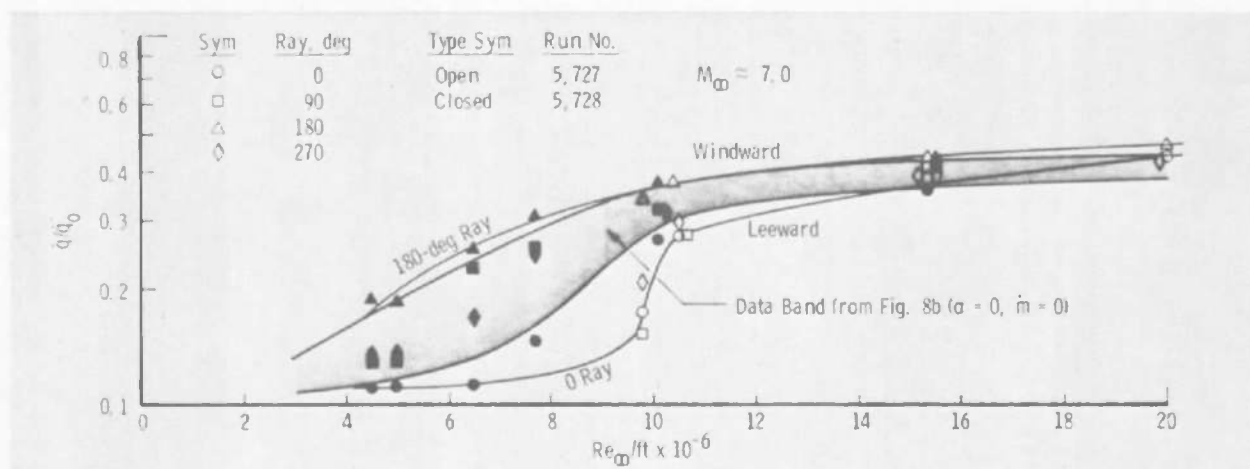 Sym Ray, deg Type Sym Run No.
○ 0 Open 5,727 M∞ = 7.0
□ 90 Closed 5,728
△ 180
◊ 270
0.8
0.6
0.4
0.3
0.2
0.1
q̇/q̇0
Windward
180-deg Ray
Leeward
Data Band from Fig. 8b (α = 0, ṁ = 0)
0 Ray
0 2 4 6 8 10 12 14 16 18 20
Re∞/ft x 10-6